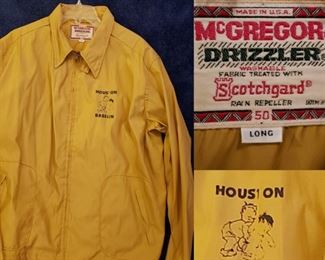 HOUSTON
MADE IN U.S.A.
McGREGOR
DRIZZLER
WASHABLE
FABRIC TREATED WITH
Scotchgard
RAIN REPELLER
50
LONG
HOUSTON